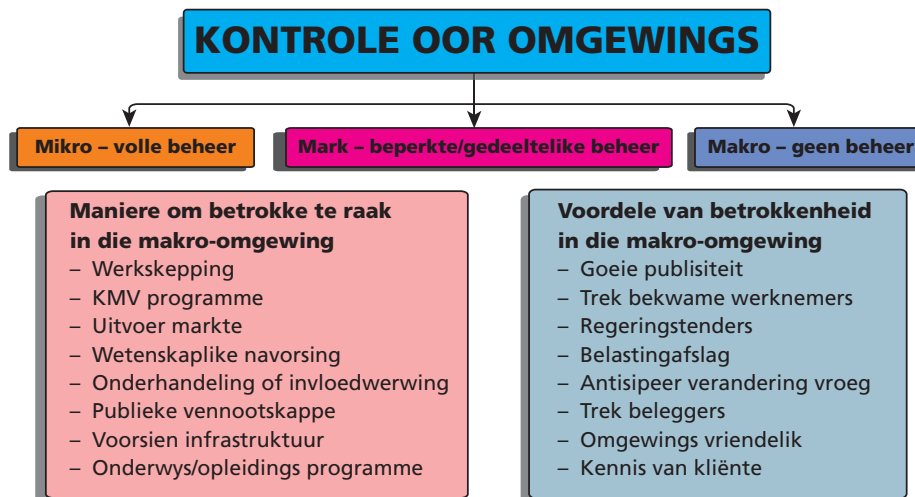 KONTROLE OOR OMGEWINGS
Mikro – volle beheer
Mark – beperkte/gedeeltelike beheer
Makro – geen beheer
Maniere om betrokke te raak
in die makro-omgewing
– Werkskepping
– KMV programme
– Uitvoer markte
– Wetenskaplike navorsing
– Onderhandeling of invloedwerwing
– Publieke vennootskappe
– Voorsien infrastruktuur
– Onderwys/opleidings programme
Voordele van betrokkenheid
in die makro-omgewing
– Goeie publisiteit
– Trek bekwame werknemers
– Regeringstenders
– Belastingafslag
– Antisipeer verandering vroeg
– Trek beleggers
– Omgewings vriendelik
– Kennis van kliënte